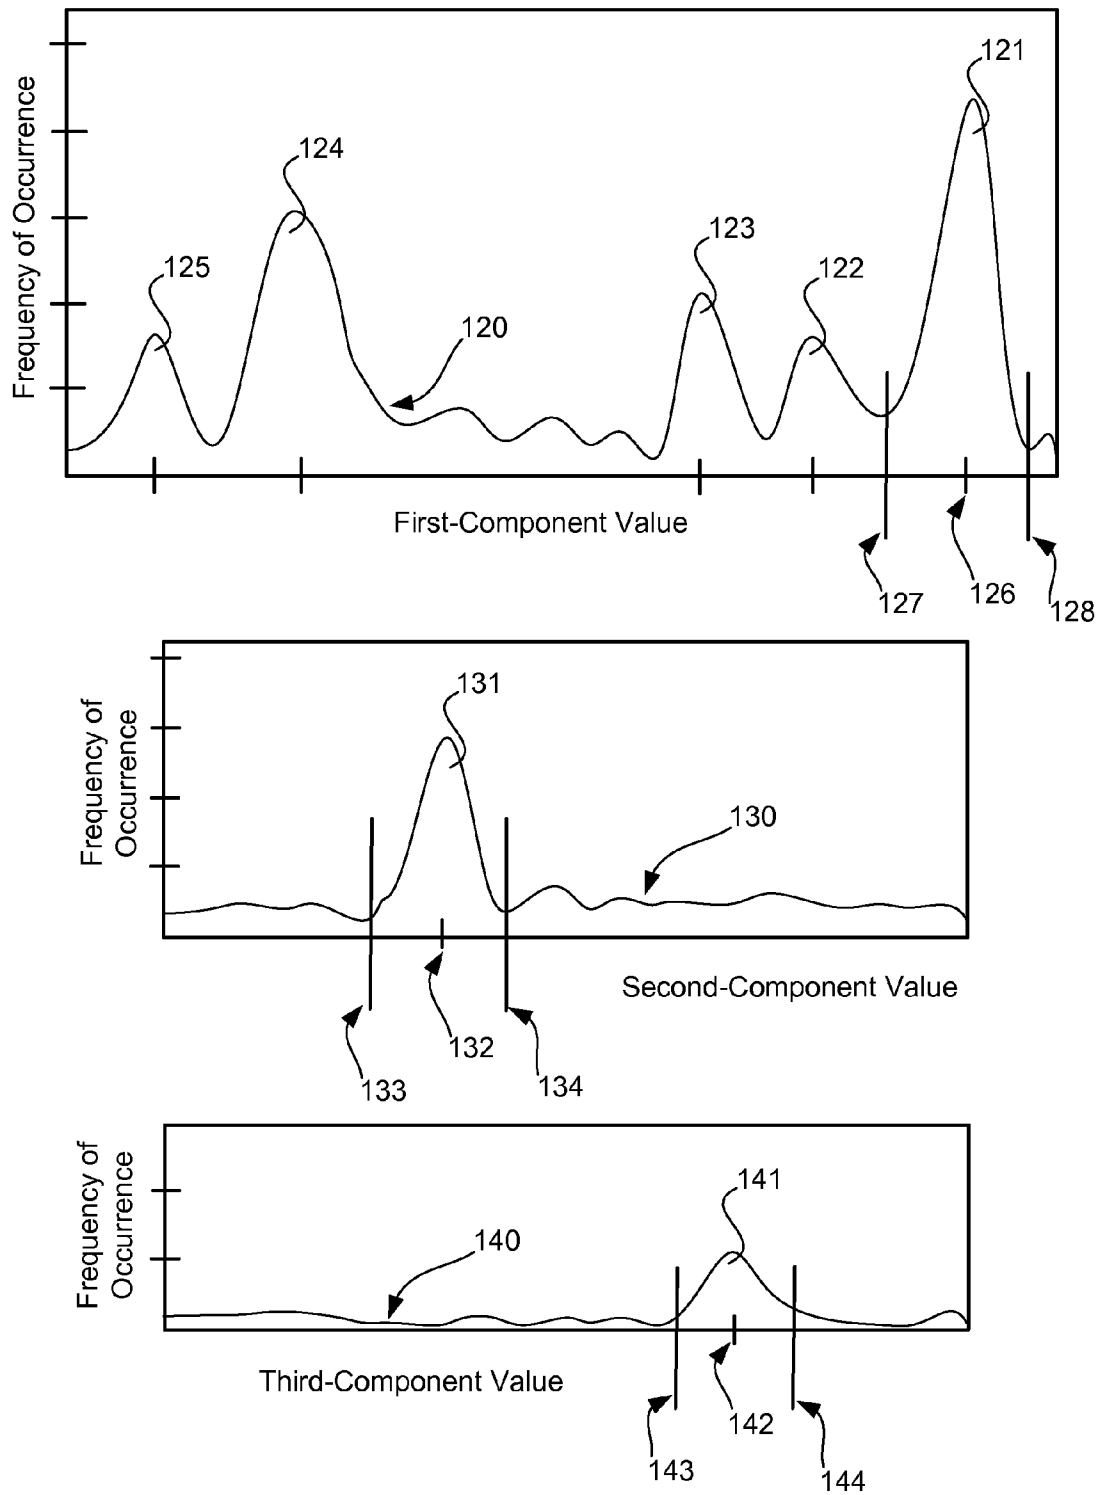 Frequency of Occurrence
121
124
123
125
122
120
First-Component Value
127
126
128
Frequency of
Occurrence
131
130
Second-Component Value
132
133
134
Frequency of
Occurrence
141
140
Third-Component Value
142
143
144